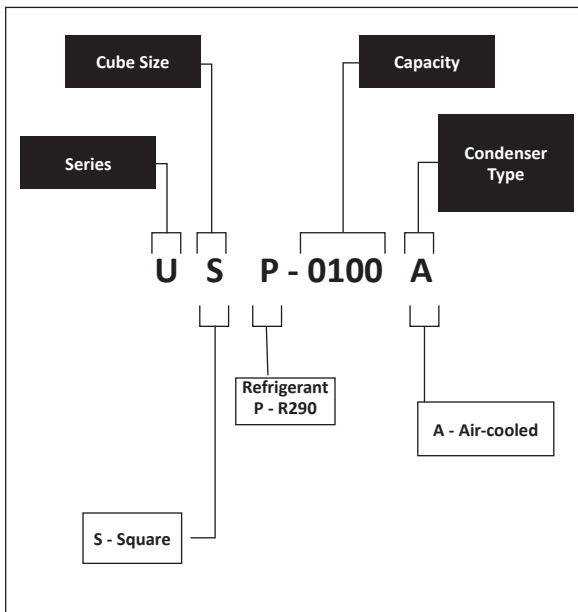 Cube Size
Capacity
Series
Condenser
Type
U S P - 0100 A
Refrigerant
P - R290
A - Air-cooled
S - Square